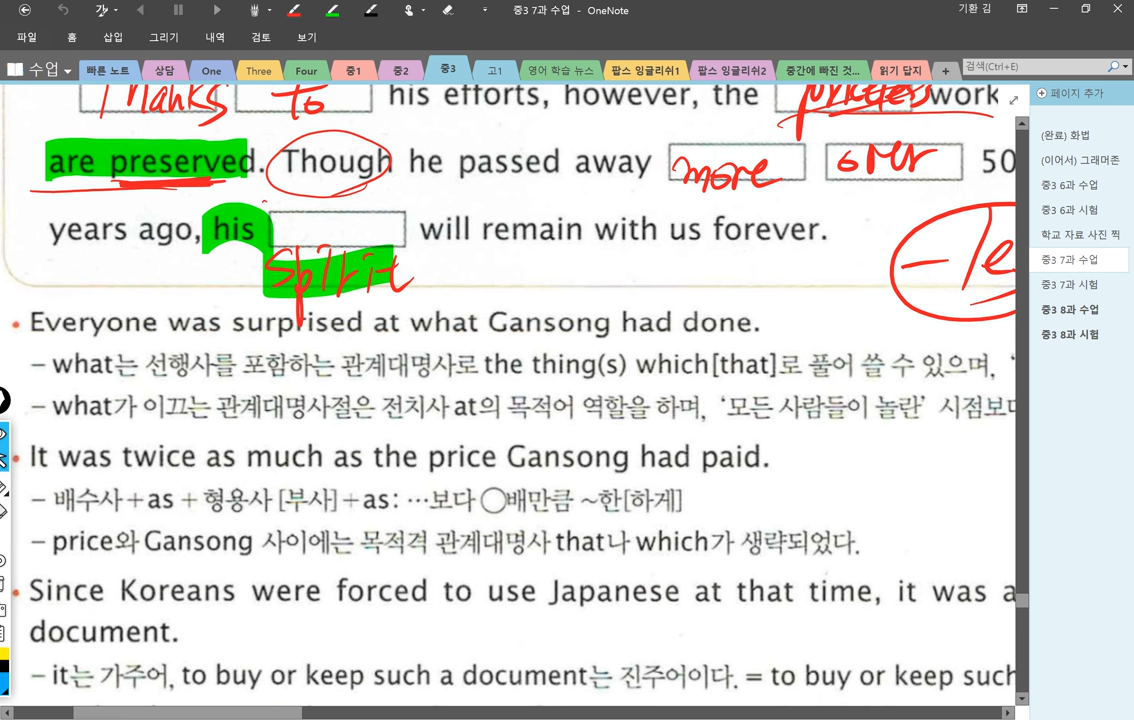 중3 7과 수업 - OneNote
기환 김
파일 홈 삽입 그리기 내역 검토 보기
수업 빠른 노트 상담 One Three Four 중1 중2 중3 고1 영어 학습 뉴스 팝스 잉글리쉬1 팝스 잉글리쉬2 중간에 빠진 것... 읽기 답지 + 검색(Ctrl+E)
페이지 추가
(완료) 화법
(이어서) 그래머존
중3 6과 수업
중3 6과 시험
학교 자료 사진 찍
중3 7과 수업
중3 7과 시험
중3 8과 수업
중3 8과 시험
Thanks to his efforts, however, the priceless work
are preserved. Though he passed away more over 50
years ago, his will remain with us forever.
spirit
-le
• Everyone was surprised at what Gansong had done.
– what는 선행사를 포함하는 관계대명사로 the thing(s) which[that]로 풀어 쓸 수 있으며, ‘
– what가 이끄는 관계대명사절은 전치사 at의 목적어 역할을 하며, ‘모든 사람들이 놀란’ 시점보다
• It was twice as much as the price Gansong had paid.
– 배수사+as + 형용사 [부사]+as: …보다 ◯배만큼 ~한[하게]
– price와 Gansong 사이에는 목적격 관계대명사 that나 which가 생략되었다.
• Since Koreans were forced to use Japanese at that time, it was a
document.
– it는 가주어, to buy or keep such a document는 진주어이다. = to buy or keep such